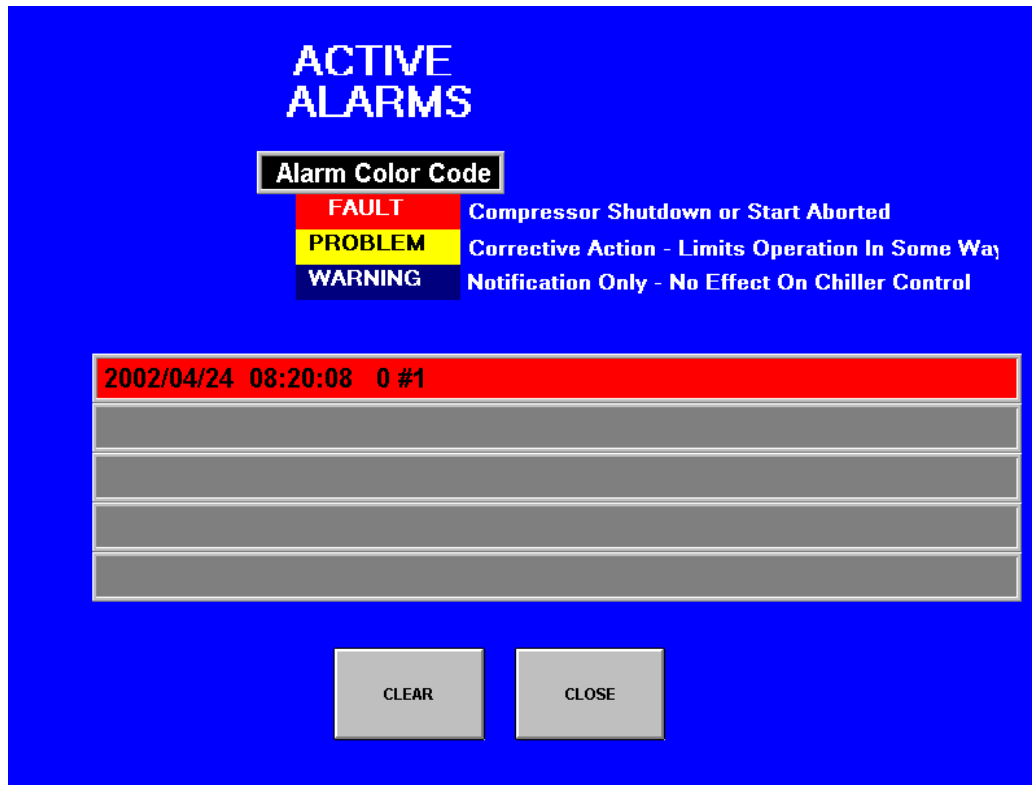 ACTIVE
ALARMS
Alarm Color Code
FAULT Compressor Shutdown or Start Aborted
PROBLEM Corrective Action - Limits Operation In Some Way
WARNING Notification Only - No Effect On Chiller Control
2002/04/24 08:20:08 0 #1
CLEAR CLOSE